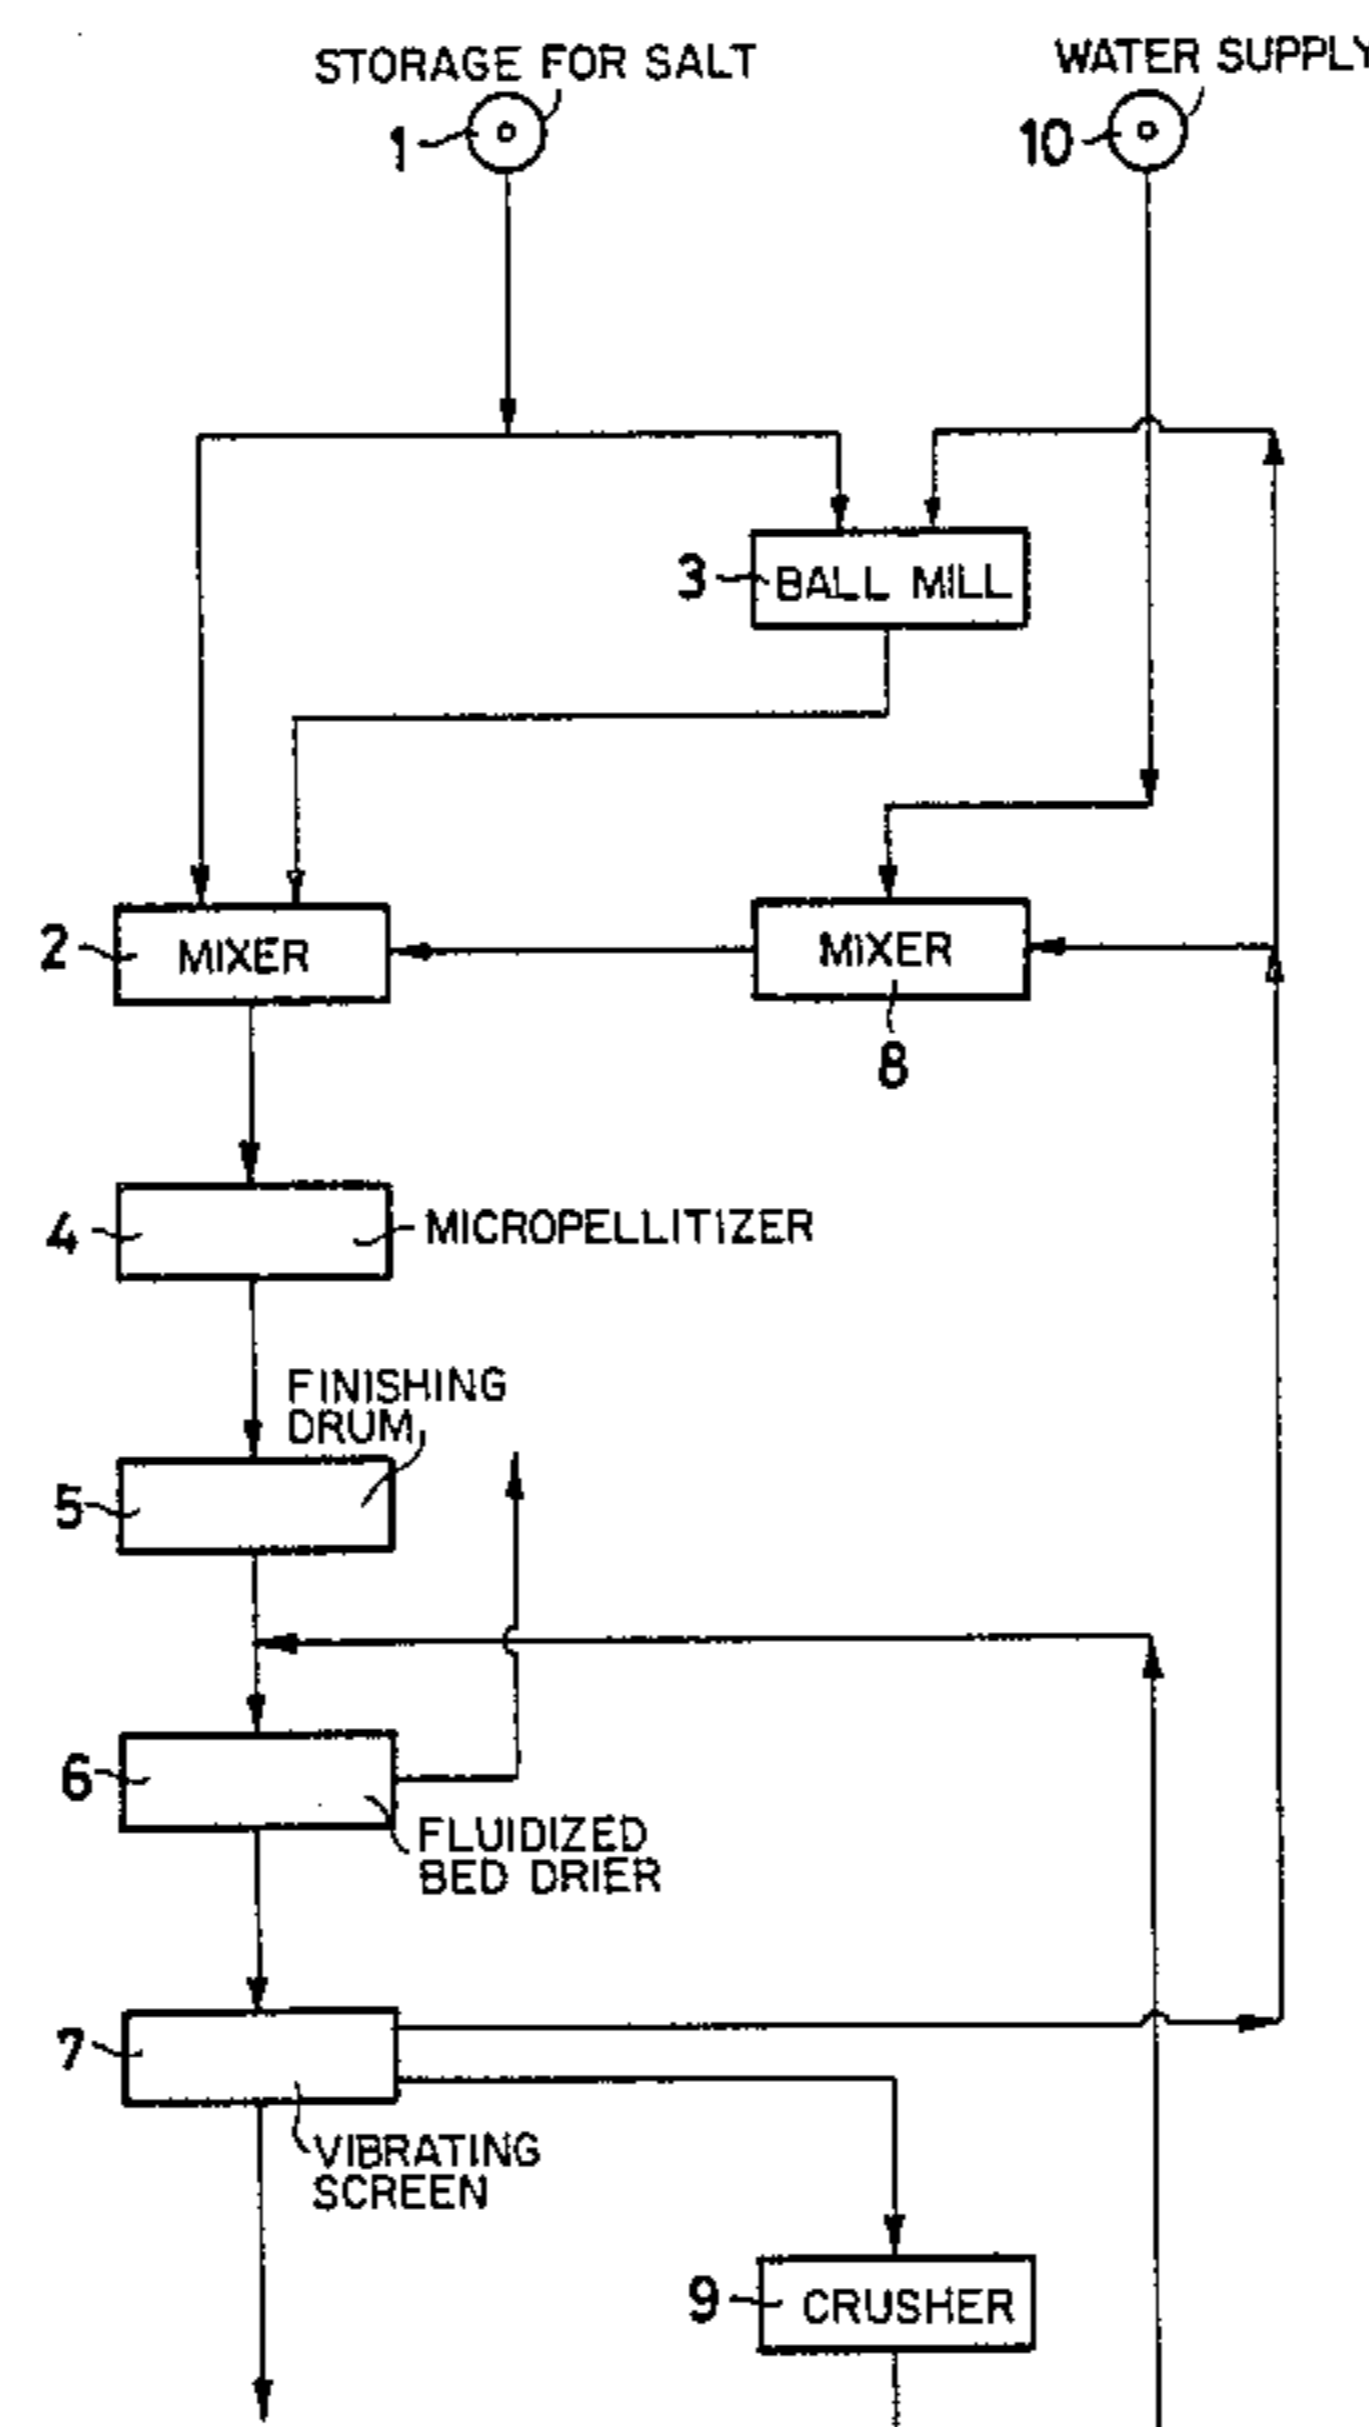 STORAGE FOR SALT
WATER SUPPLY
1
10
3
BALL MILL
2
MIXER
MIXER
8
4
MICROPELLITIZER
FINISHING
DRUM
5
6
FLUIDIZED
BED DRIER
7
VIBRATING
SCREEN
9
CRUSHER